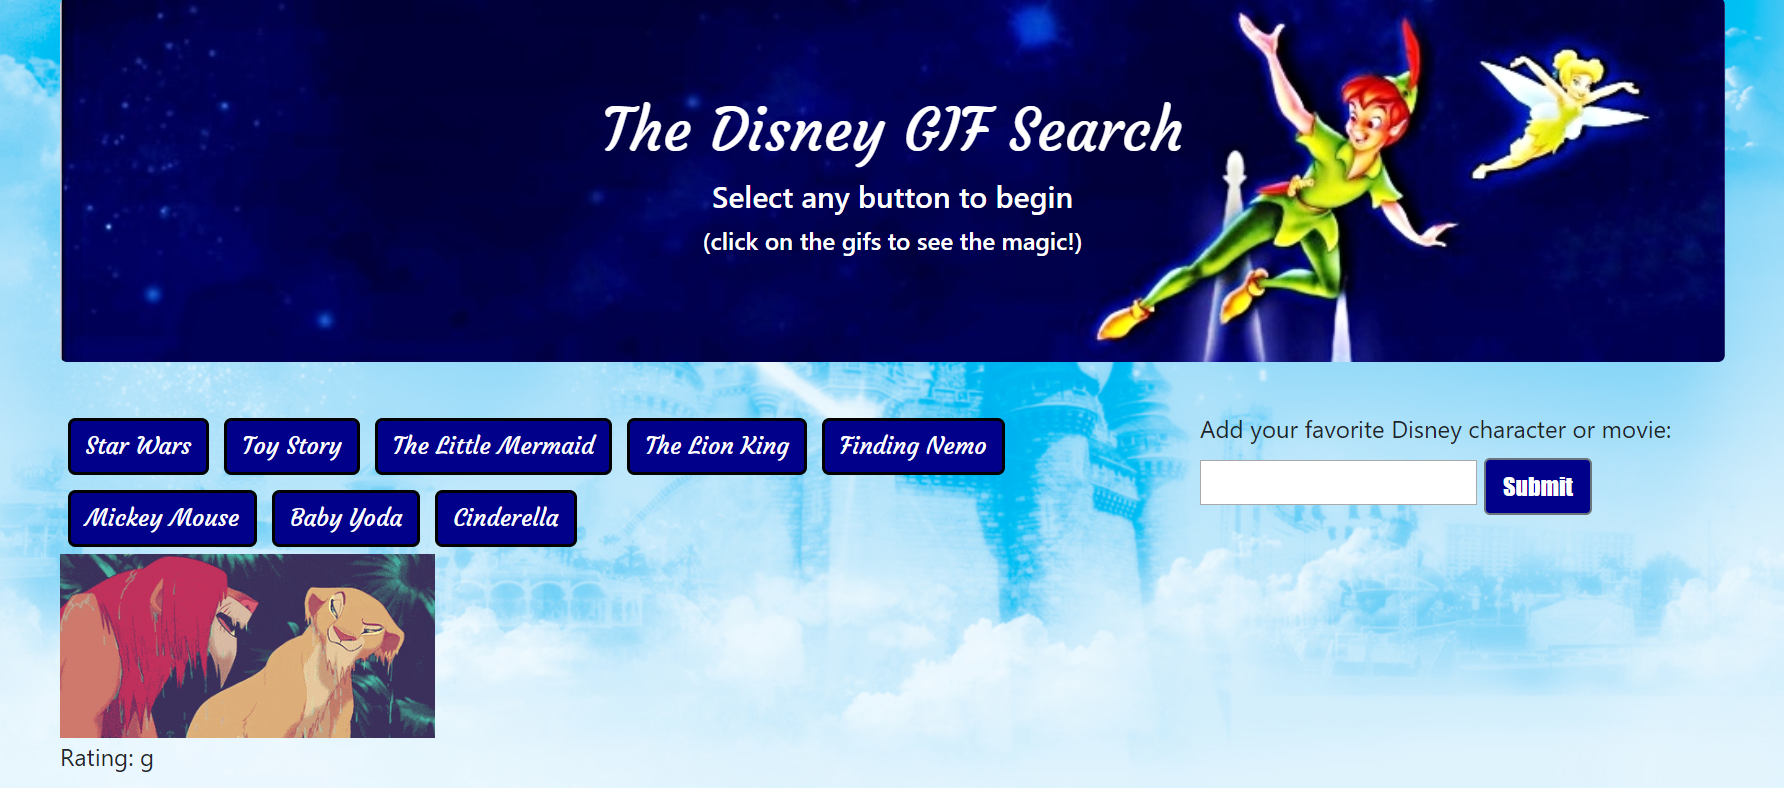 The Disney GIF Search
Select any button to begin
(click on the gifs to see the magic!)
Star Wars
Toy Story
The Little Mermaid
The Lion King
Finding Nemo
Mickey Mouse
Baby Yoda
Cinderella
Add your favorite Disney character or movie:
Submit
Rating: g